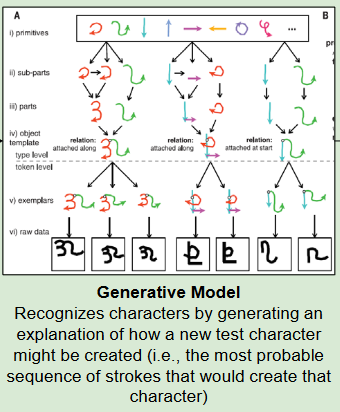 A
B
i) primitives
...
pr
ii) sub-parts
iii) parts
iv) object
template
relation:
attached along
relation:
attached along
relation:
attached at start
type level
token level
v) exemplars
vi) raw data
Generative Model
Recognizes characters by generating an
explanation of how a new test character
might be created (i.e., the most probable
sequence of strokes that would create that
character)